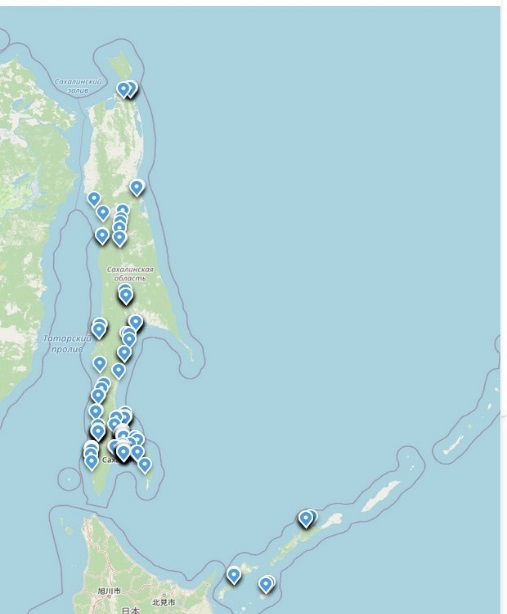 Сахалинский
залив
Сахалинская
область
Татарский
пролив
旭川市
北見市
日本